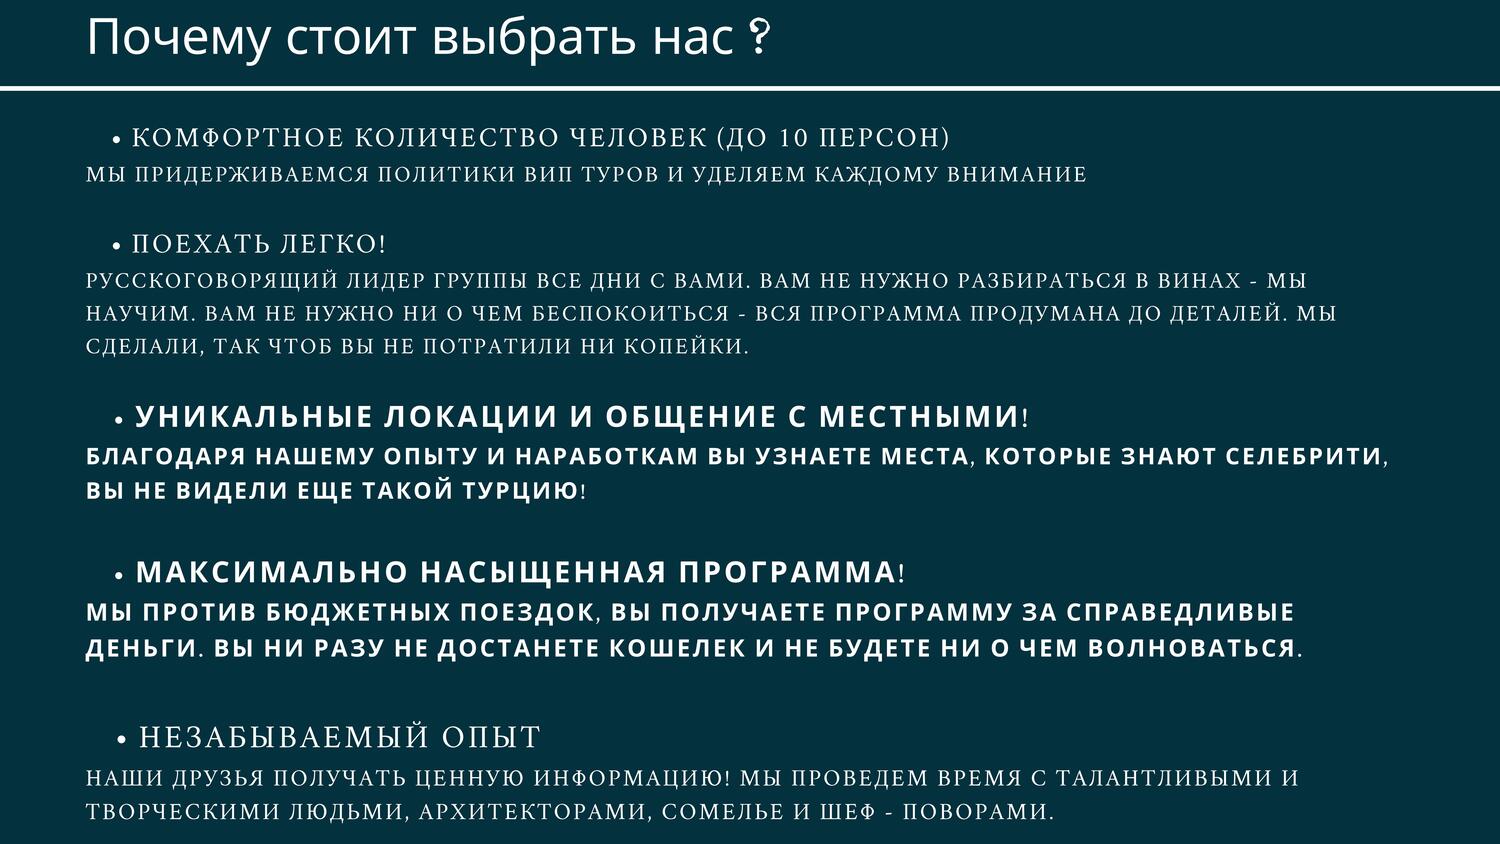 Почему стоит выбрать нас ?
• КОМФОРТНОЕ КОЛИЧЕСТВО ЧЕЛОВЕК (ДО 10 ПЕРСОН)
МЫ ПРИДЕРЖИВАЕМСЯ ПОЛИТИКИ ВИП ТУРОВ И УДЕЛЯЕМ КАЖДОМУ ВНИМАНИЕ
• ПОЕХАТЬ ЛЕГКО!
РУССКОГОВОРЯЩИЙ ЛИДЕР ГРУППЫ ВСЕ ДНИ С ВАМИ. ВАМ НЕ НУЖНО РАЗБИРАТЬСЯ В ВИНАХ - МЫ
НАУЧИМ. ВАМ НЕ НУЖНО НИ О ЧЕМ БЕСПОКОИТЬСЯ - ВСЯ ПРОГРАММА ПРОДУМАНА ДО ДЕТАЛЕЙ. МЫ
СДЕЛАЛИ, ТАК ЧТОБ ВЫ НЕ ПОТРАТИЛИ НИ КОПЕЙКИ.
• УНИКАЛЬНЫЕ ЛОКАЦИИ И ОБЩЕНИЕ С МЕСТНЫМИ!
БЛАГОДАРЯ НАШЕМУ ОПЫТУ И НАРАБОТКАМ ВЫ УЗНАЕТЕ МЕСТА, КОТОРЫЕ ЗНАЮТ СЕЛЕБРИТИ,
ВЫ НЕ ВИДЕЛИ ЕЩЕ ТАКОЙ ТУРЦИЮ!
• МАКСИМАЛЬНО НАСЫЩЕННАЯ ПРОГРАММА!
МЫ ПРОТИВ БЮДЖЕТНЫХ ПОЕЗДОК, ВЫ ПОЛУЧАЕТЕ ПРОГРАММУ ЗА СПРАВЕДЛИВЫЕ
ДЕНЬГИ. ВЫ НИ РАЗУ НЕ ДОСТАНЕТЕ КОШЕЛЕК И НЕ БУДЕТЕ НИ О ЧЕМ ВОЛНОВАТЬСЯ.
• НЕЗАБЫВАЕМЫЙ ОПЫТ
НАШИ ДРУЗЬЯ ПОЛУЧАТЬ ЦЕННУЮ ИНФОРМАЦИЮ! МЫ ПРОВЕДЕМ ВРЕМЯ С ТАЛАНТЛИВЫМИ И
ТВОРЧЕСКИМИ ЛЮДЬМИ, АРХИТЕКТОРАМИ, СОМЕЛЬЕ И ШЕФ - ПОВОРАМИ.